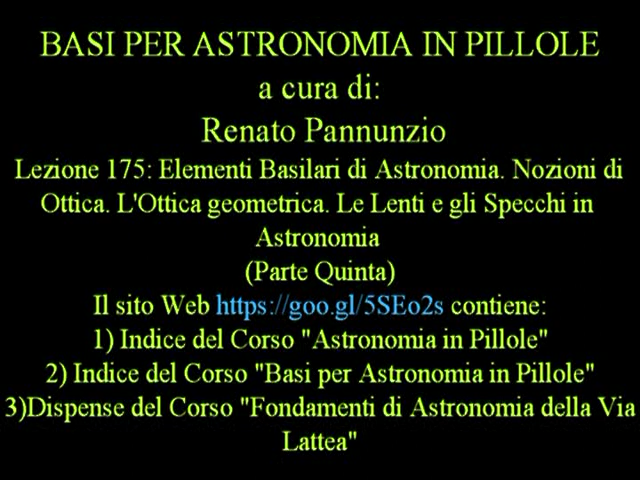 BASI PER ASTRONOMIA IN PILLOLE
a cura di:
Renato Pannunzio
Lezione 175: Elementi Basilari di Astronomia. Nozioni di
Ottica. L'Ottica geometrica. Le Lenti e gli Specchi in
Astronomia
(Parte Quinta)
Il sito Web https://goo.gl/5SEo2s contiene:
1) Indice del Corso "Astronomia in Pillole"
2) Indice del Corso "Basi per Astronomia in Pillole"
3)Dispense del Corso "Fondamenti di Astronomia della Via
Lattea"